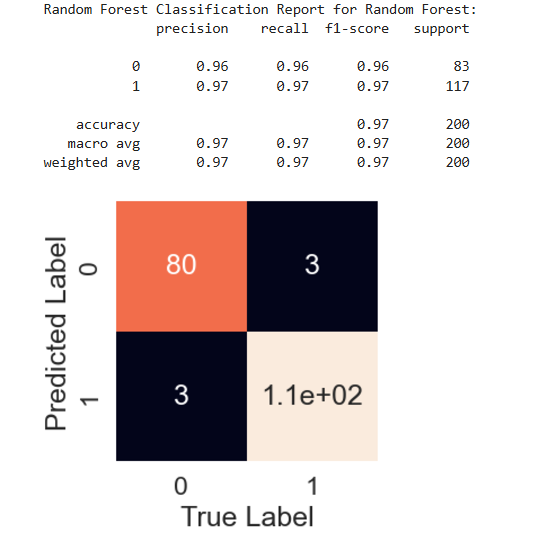 Random Forest Classification Report for Random Forest:
precision recall f1-score support
0 0.96 0.96 0.96 83
1 0.97 0.97 0.97 117
accuracy 0.97 200
macro avg 0.97 0.97 0.97 200
weighted avg 0.97 0.97 0.97 200
Predicted Label
0
80 3
1
3 1.1e+02
0 1
True Label